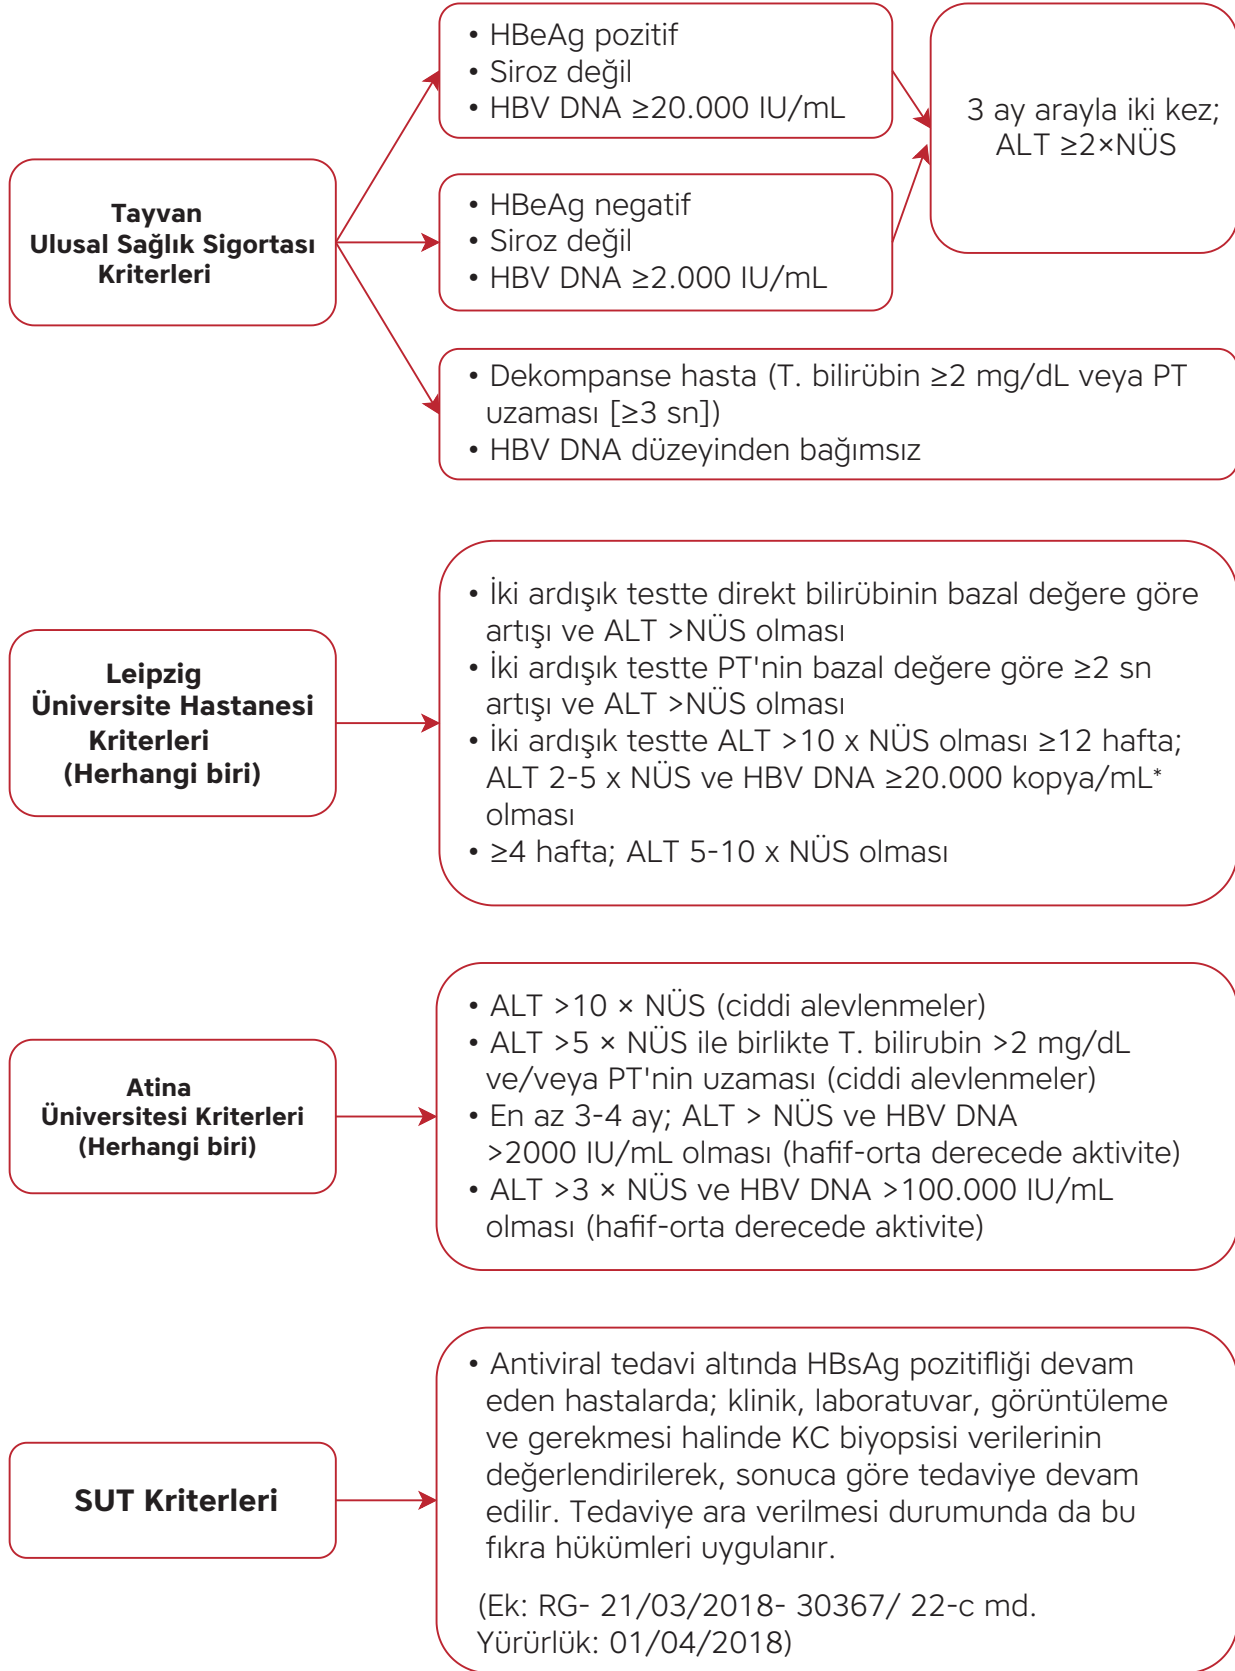 Tayvan
Ulusal Sağlık Sigortası
Kriterleri
• HBeAg pozitif
• Siroz değil
• HBV DNA ≥20.000 IU/mL
• HBeAg negatif
• Siroz değil
• HBV DNA ≥2.000 IU/mL
3 ay arayla iki kez;
ALT ≥2×NÜS
• Dekompanse hasta (T. bilirübin ≥2 mg/dL veya PT
uzaması [≥3 sn])
• HBV DNA düzeyinden bağımsız
Leipzig
Üniversite Hastanesi
Kriterleri
(Herhangi biri)
• İki ardışık testte direkt bilirübinin bazal değere göre
artışı ve ALT >NÜS olması
• İki ardışık testte PT'nin bazal değere göre ≥2 sn
artışı ve ALT >NÜS olması
• İki ardışık testte ALT >10 x NÜS olması ≥12 hafta;
ALT 2-5 x NÜS ve HBV DNA ≥20.000 kopya/mL*
olması
• ≥4 hafta; ALT 5-10 x NÜS olması
Atina
Üniversitesi Kriterleri
(Herhangi biri)
• ALT >10 × NÜS (ciddi alevlenmeler)
• ALT >5 × NÜS ile birlikte T. bilirubin >2 mg/dL
ve/veya PT'nin uzaması (ciddi alevlenmeler)
• En az 3-4 ay; ALT > NÜS ve HBV DNA
>2000 IU/mL olması (hafif-orta derecede aktivite)
• ALT >3 × NÜS ve HBV DNA >100.000 IU/mL
olması (hafif-orta derecede aktivite)
SUT Kriterleri
• Antiviral tedavi altında HBsAg pozitifliği devam
eden hastalarda; klinik, laboratuvar, görüntüleme
ve gerekmesi halinde KC biyopsisi verilerinin
değerlendirilerek, sonuca göre tedaviye devam
edilir. Tedaviye ara verilmesi durumunda da bu
fıkra hükümleri uygulanır.
(Ek: RG- 21/03/2018- 30367/ 22-c md.
Yürürlük: 01/04/2018)